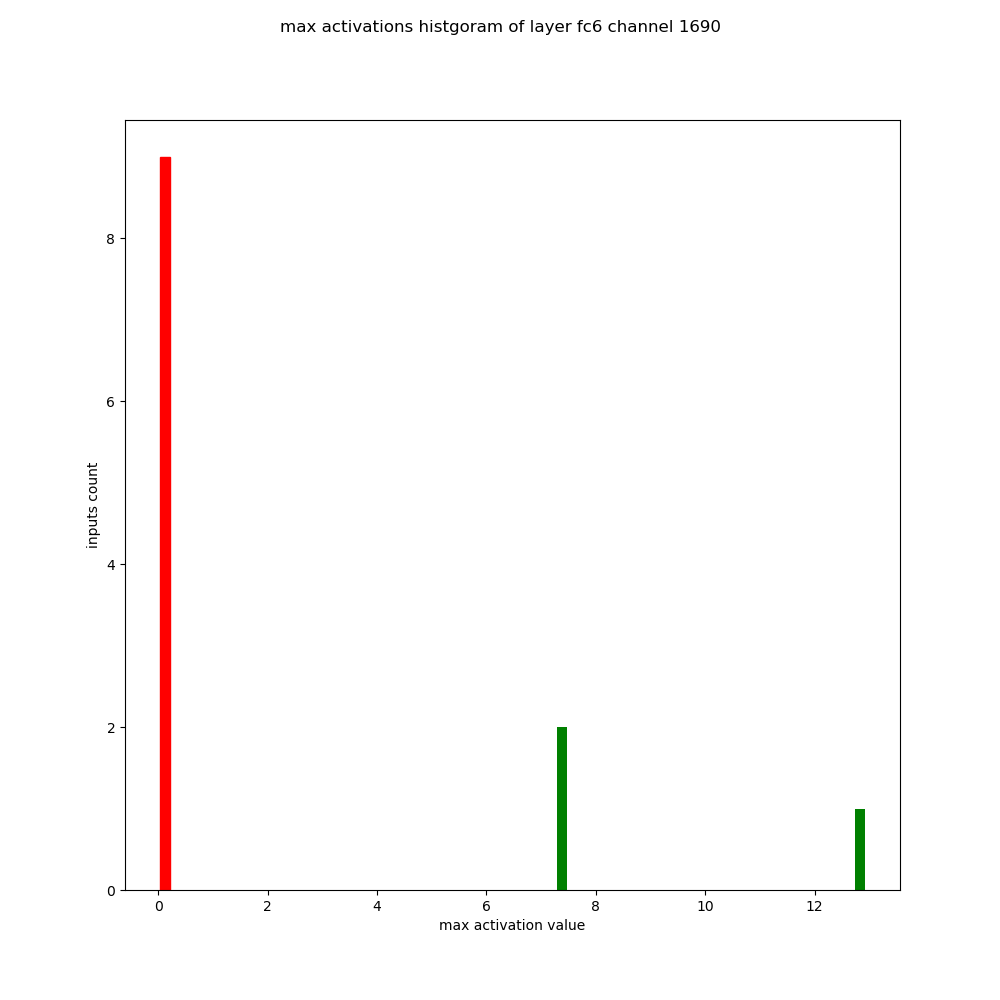 max activations histgoram of layer fc6 channel 1690
8
6
4
2
0
inputs count
0 2 4 6 8 10 12
max activation value